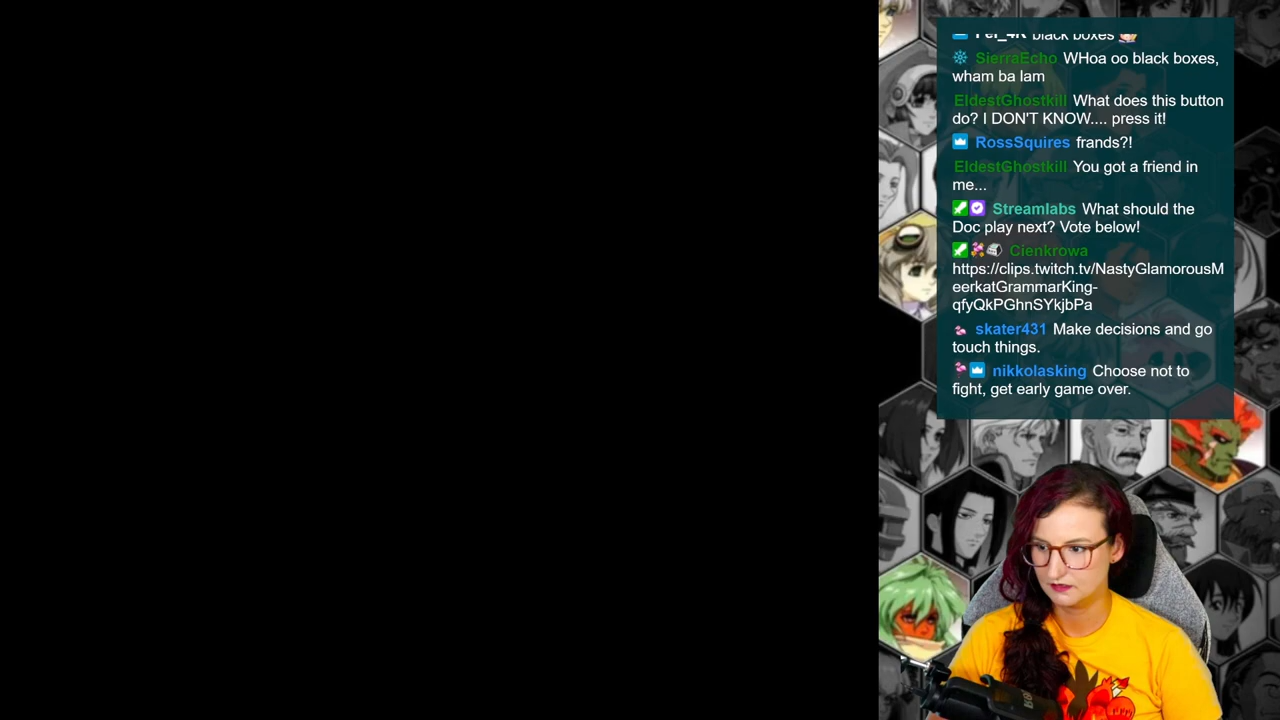 Fei_4R black boxes
SierraEcho WHoa oo black boxes,
wham ba lam
EldestGhostkill What does this button
do? I DON'T KNOW.... press it!
RossSquires frands?!
EldestGhostkill You got a friend in
me...
Streamlabs What should the
Doc play next? Vote below!
Cienkrowa
https://clips.twitch.tv/NastyGlamorousM
eerkatGrammarKing-
qfyQkPGhnSYkjbPa
skater431 Make decisions and go
touch things.
nikkolasking Choose not to
fight, get early game over.